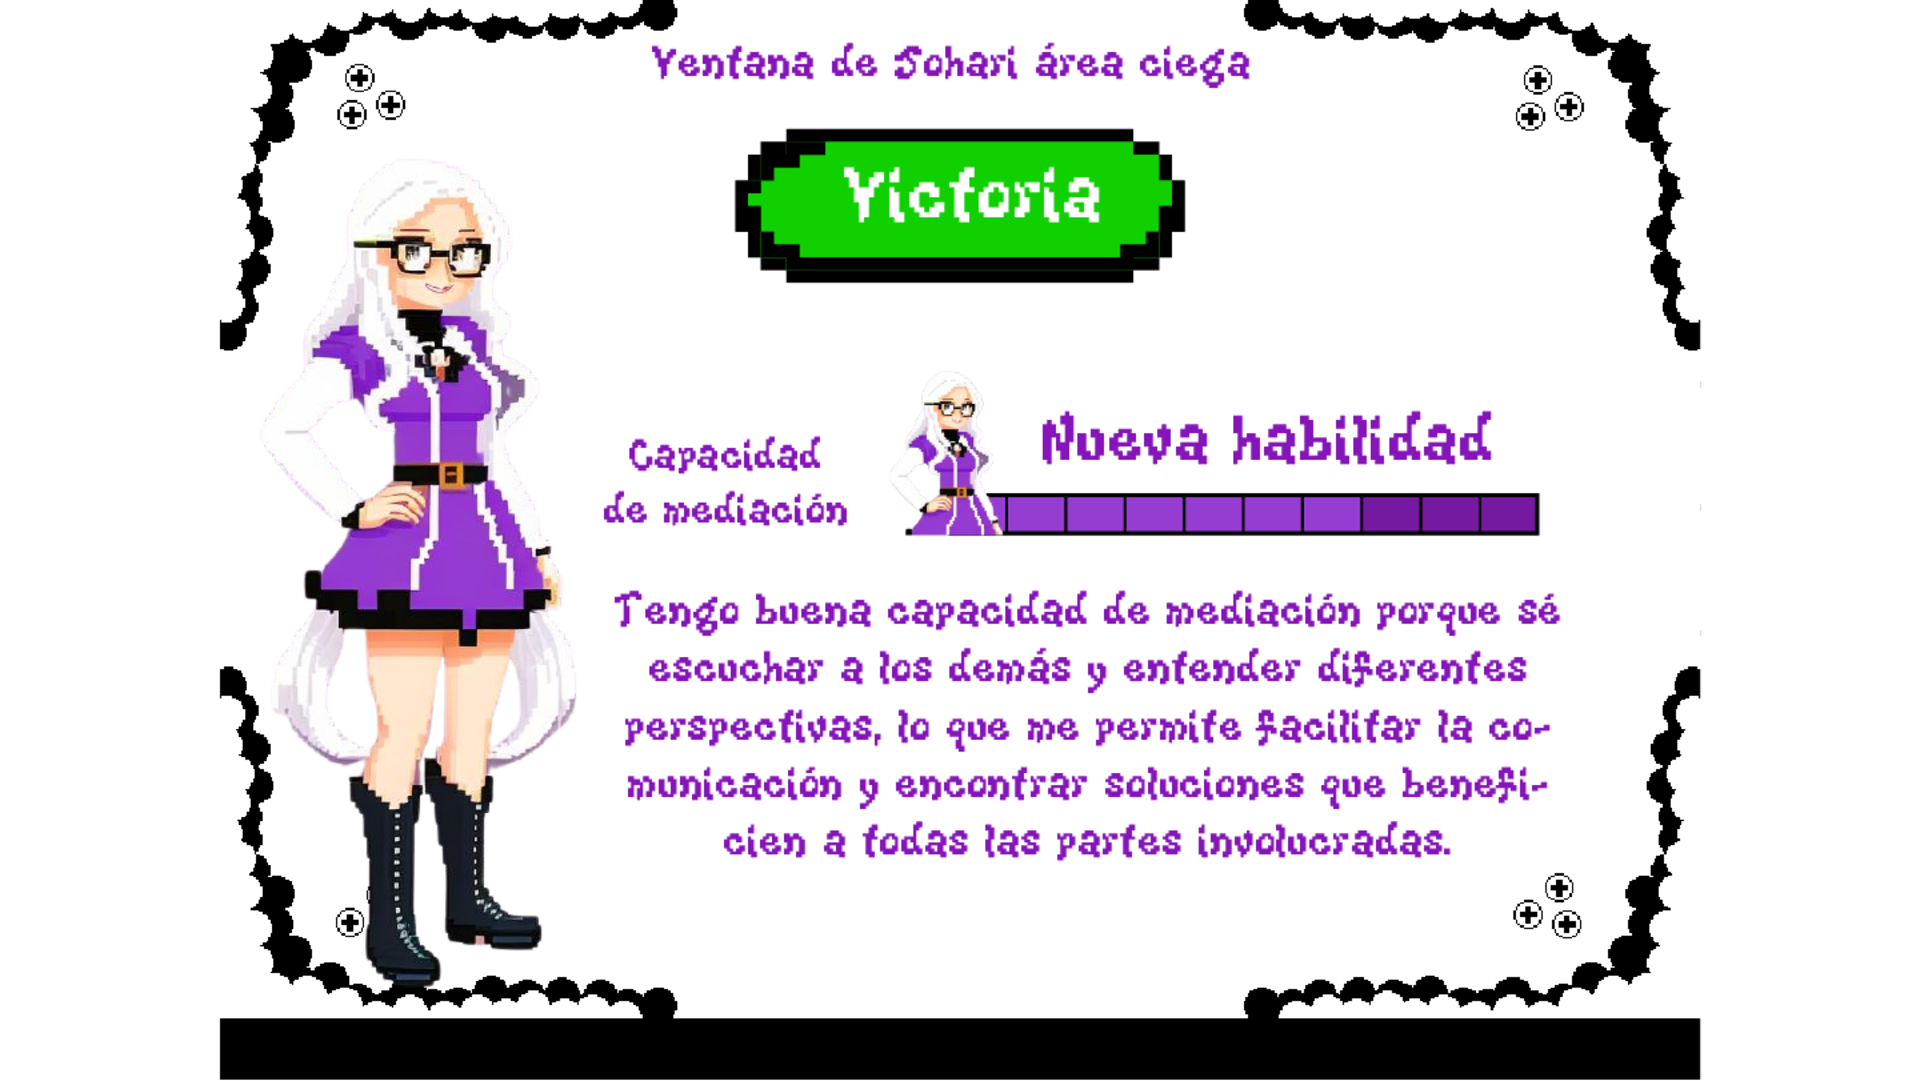 Ventana de Johari área ciega
Victoria
Nueva habilidad
Capacidad
de mediación
Tengo buena capacidad de mediación porque sé
escuchar a los demás y entender diferentes
perspectivas, lo que me permite facilitar la co-
municación y encontrar soluciones que benefi-
cien a todas las partes involucradas.